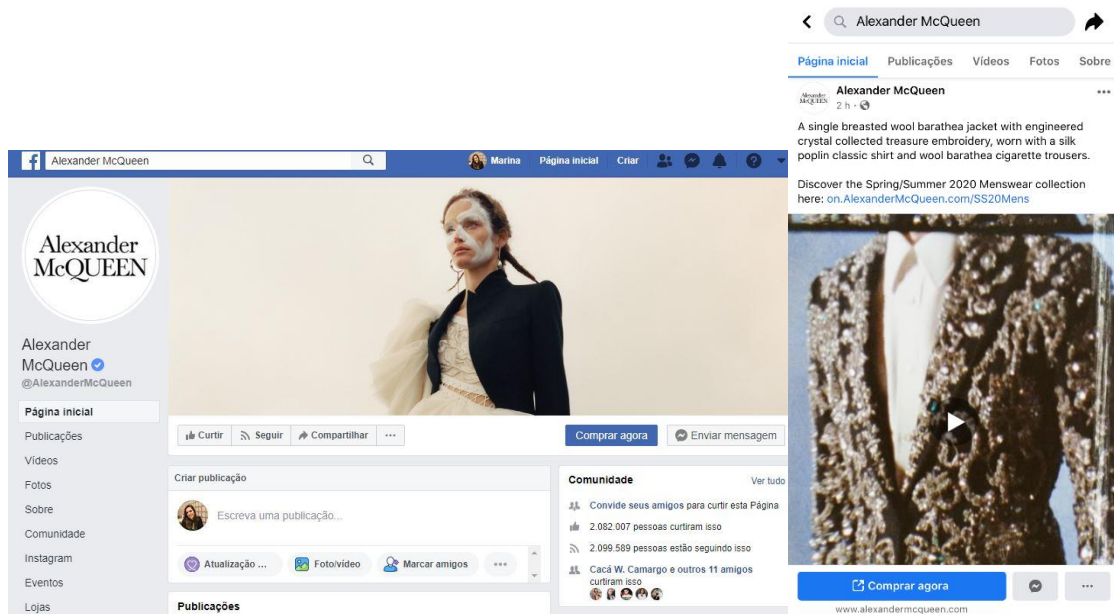 Alexander McQueen
Marina
Página inicial
Criar
Alexander
McQUEEN
Alexander
McQueen
@AlexanderMcQueen
Página inicial
Publicações
Vídeos
Fotos
Sobre
Comunidade
Instagram
Eventos
Lojas
Curtir
Seguir
Compartilhar
Comprar agora
Enviar mensagem
Criar publicação
Escreva uma publicação...
Atualização ...
Foto/vídeo
Marcar amigos
Publicações
Comunidade
Ver tudo
Convide seus amigos para curtir esta Página
2.082.007 pessoas curtiram isso
2.099.589 pessoas estão seguindo isso
Cacá W. Camargo e outros 11 amigos
curtiram isso
Alexander McQueen
Página inicial
Publicações
Vídeos
Fotos
Sobre
Alexander
McQUEEN
Alexander McQueen
2 h
A single breasted wool barathea jacket with engineered
crystal collected treasure embroidery, worn with a silk
poplin classic shirt and wool barathea cigarette trousers.
Discover the Spring/Summer 2020 Menswear collection
here: on.AlexanderMcQueen.com/SS20Mens
Comprar agora
www.alexandermcqueen.com